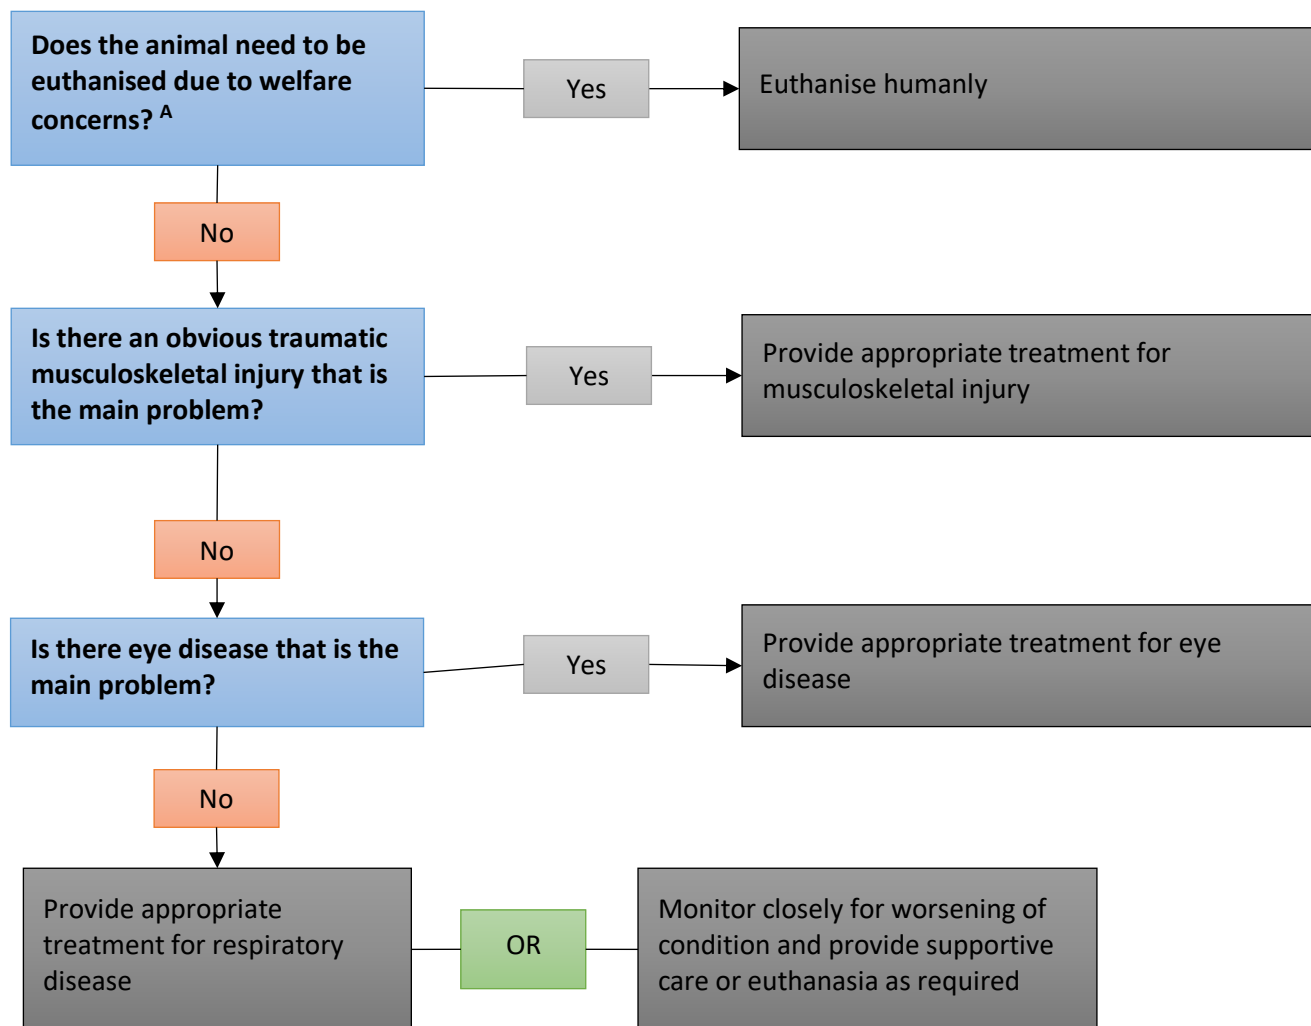 Does the animal need to be
euthanised due to welfare
concerns? A
Yes
Euthanise humanly
No
Is there an obvious traumatic
musculoskeletal injury that is
the main problem?
Yes
Provide appropriate treatment for
musculoskeletal injury
No
Is there eye disease that is the
main problem?
Yes
Provide appropriate treatment for eye
disease
No
Provide appropriate
treatment for respiratory
disease
OR
Monitor closely for worsening of
condition and provide supportive
care or euthanasia as required